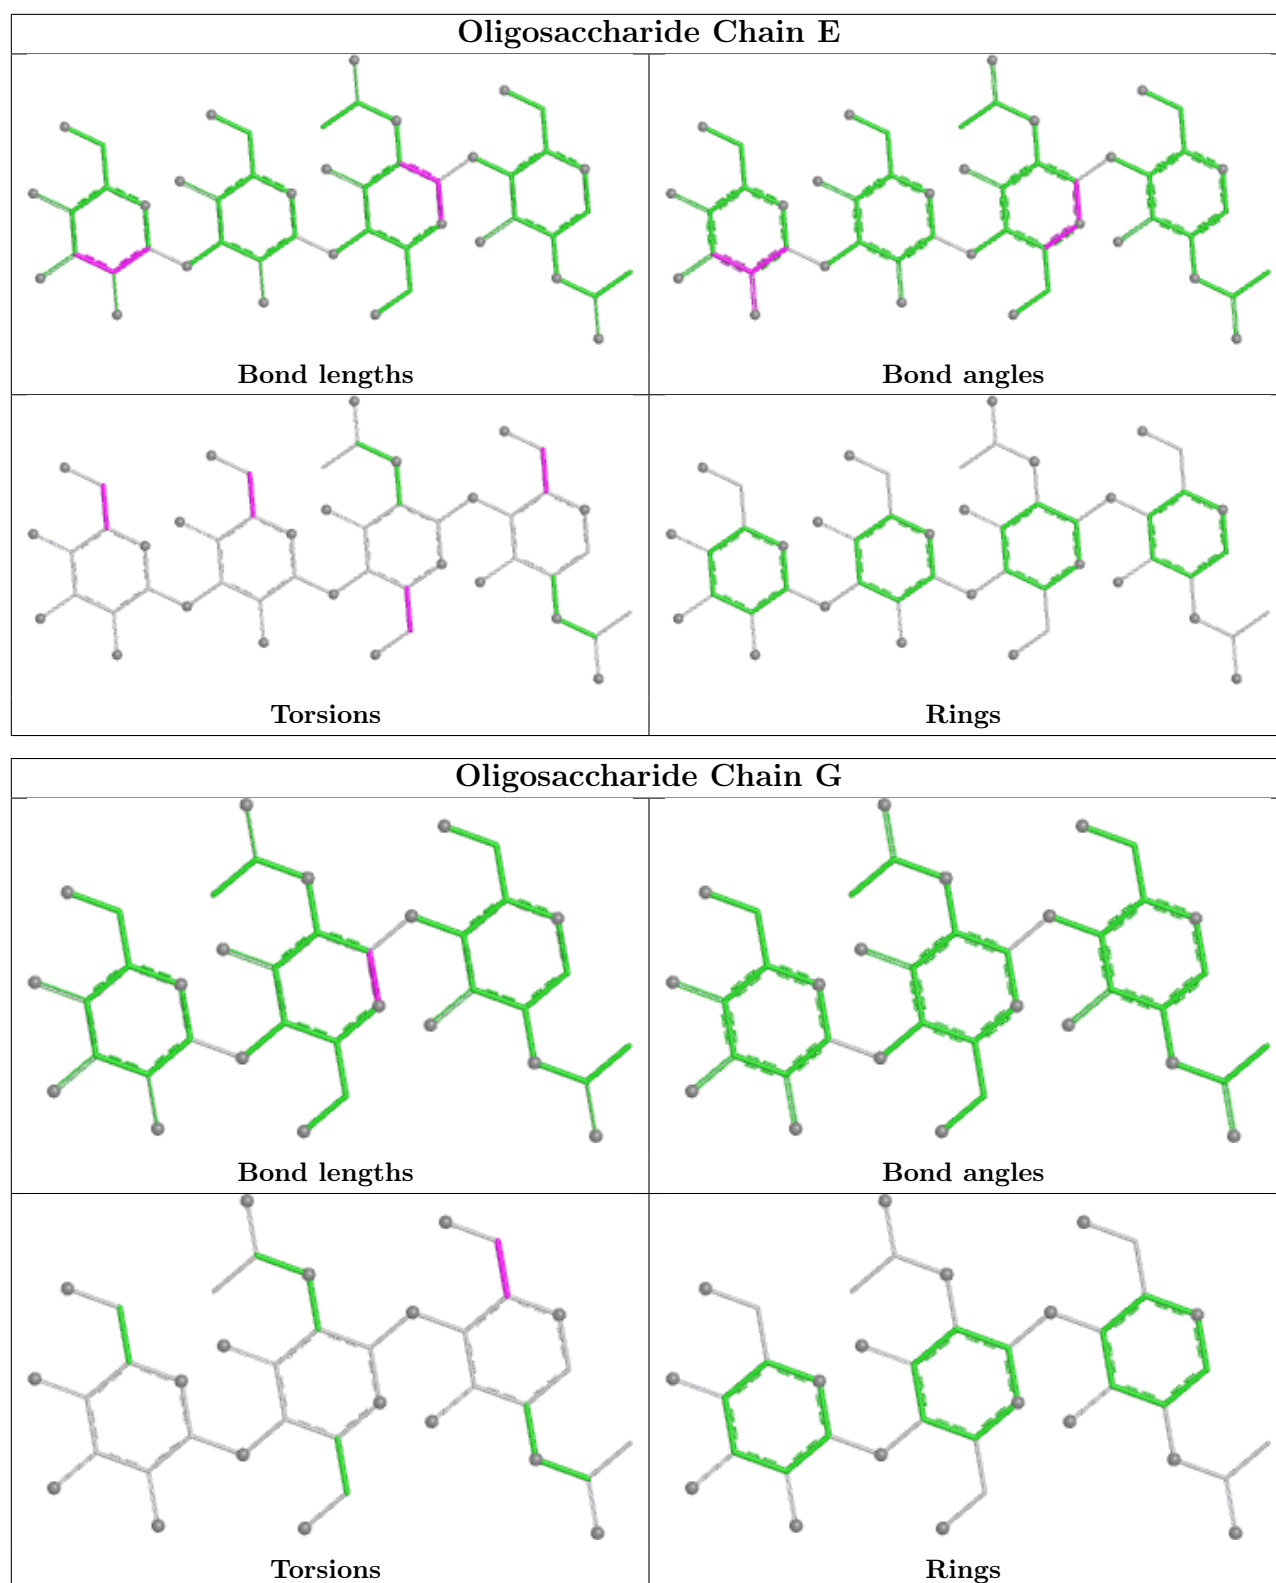 Oligosaccharide Chain E
Bond lengths
Bond angles
Torsions
Rings
Oligosaccharide Chain G
Bond lengths
Bond angles
Torsions
Rings